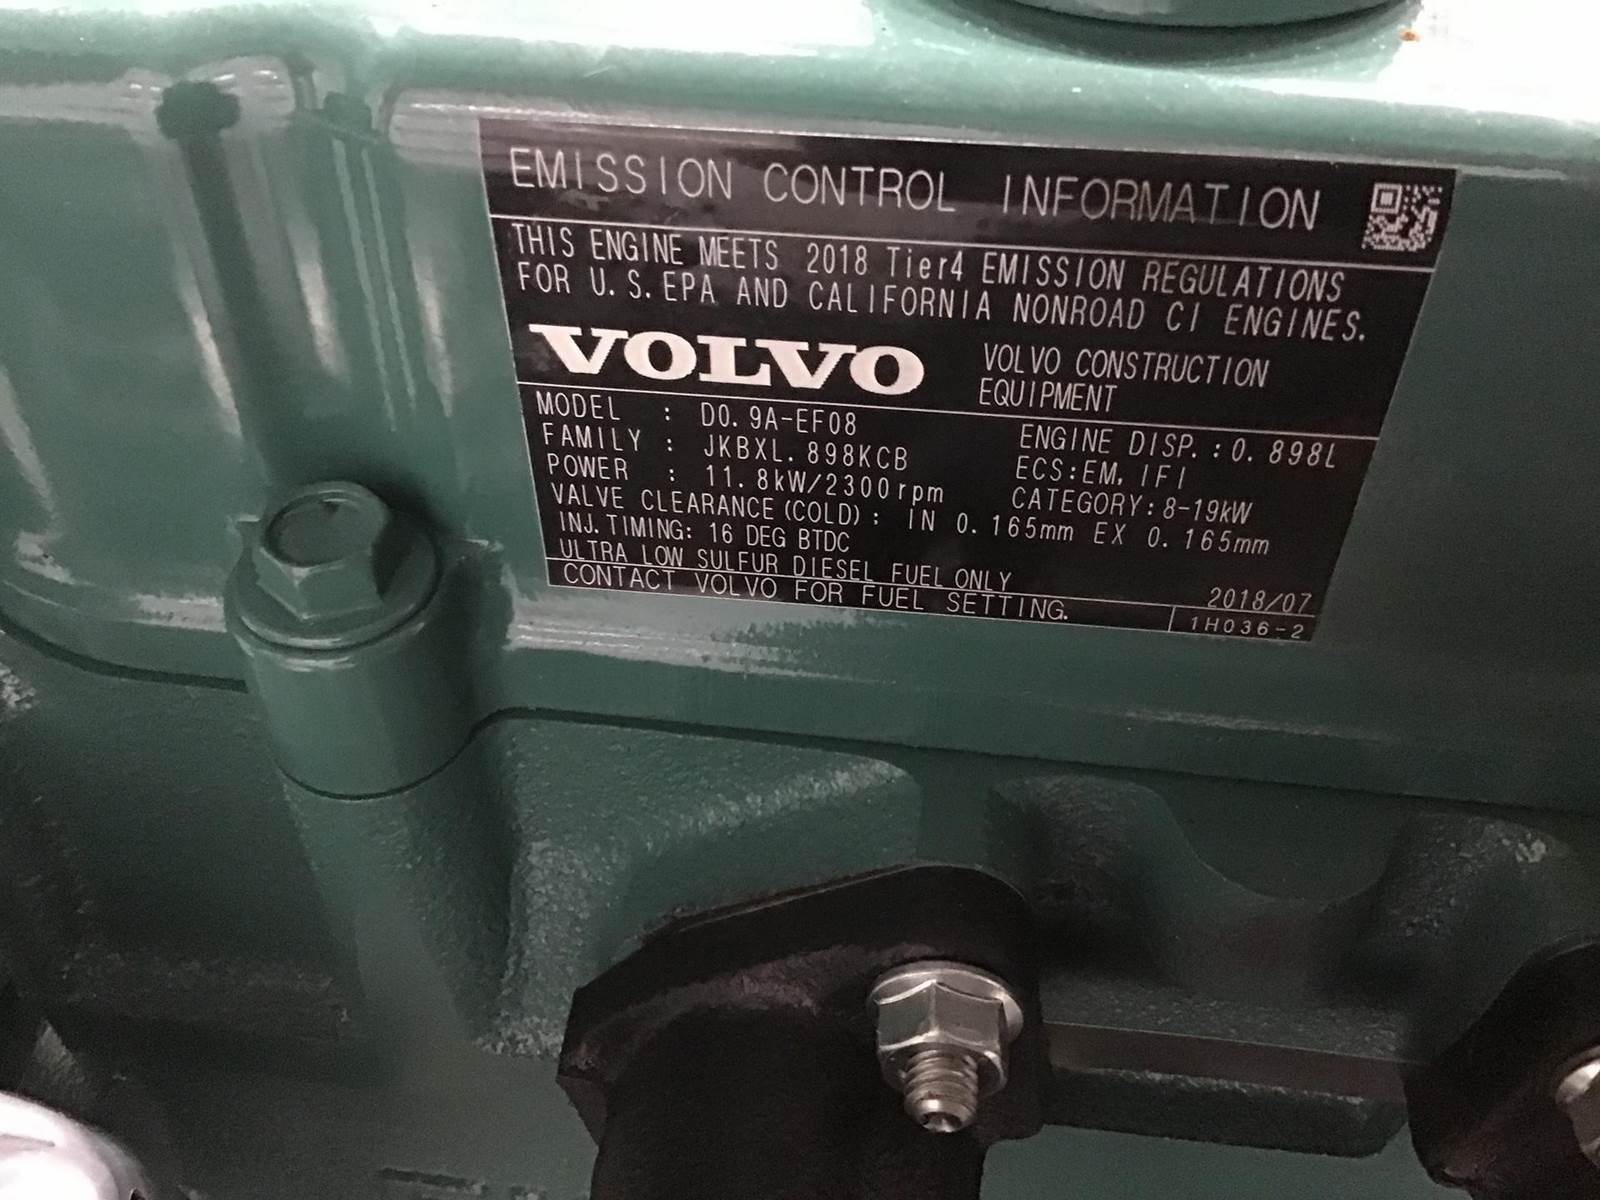 EMISSION CONTROL INFORMATION
THIS ENGINE MEETS 2018 Tier4 EMISSION REGULATIONS
FOR U.S.EPA AND CALIFORNIA NONROAD CI ENGINES.
VOLVO
VOLVO CONSTRUCTION
EQUIPMENT
MODEL : D0.9A-EF08
ENGINE DISP.:0.898L
FAMILY : JKBXL.898KCB
ECS:EM, IFI
POWER : 11.8kW/2300rpm
CATEGORY:8-19kW
VALVE CLEARANCE(COLD): IN 0.165mm EX 0.165mm
INJ.TIMING: 16 DEG BTDC
ULTRA LOW SULFUR DIESEL FUEL ONLY
2018/07
CONTACT VOLVO FOR FUEL SETTING.
1H036-2